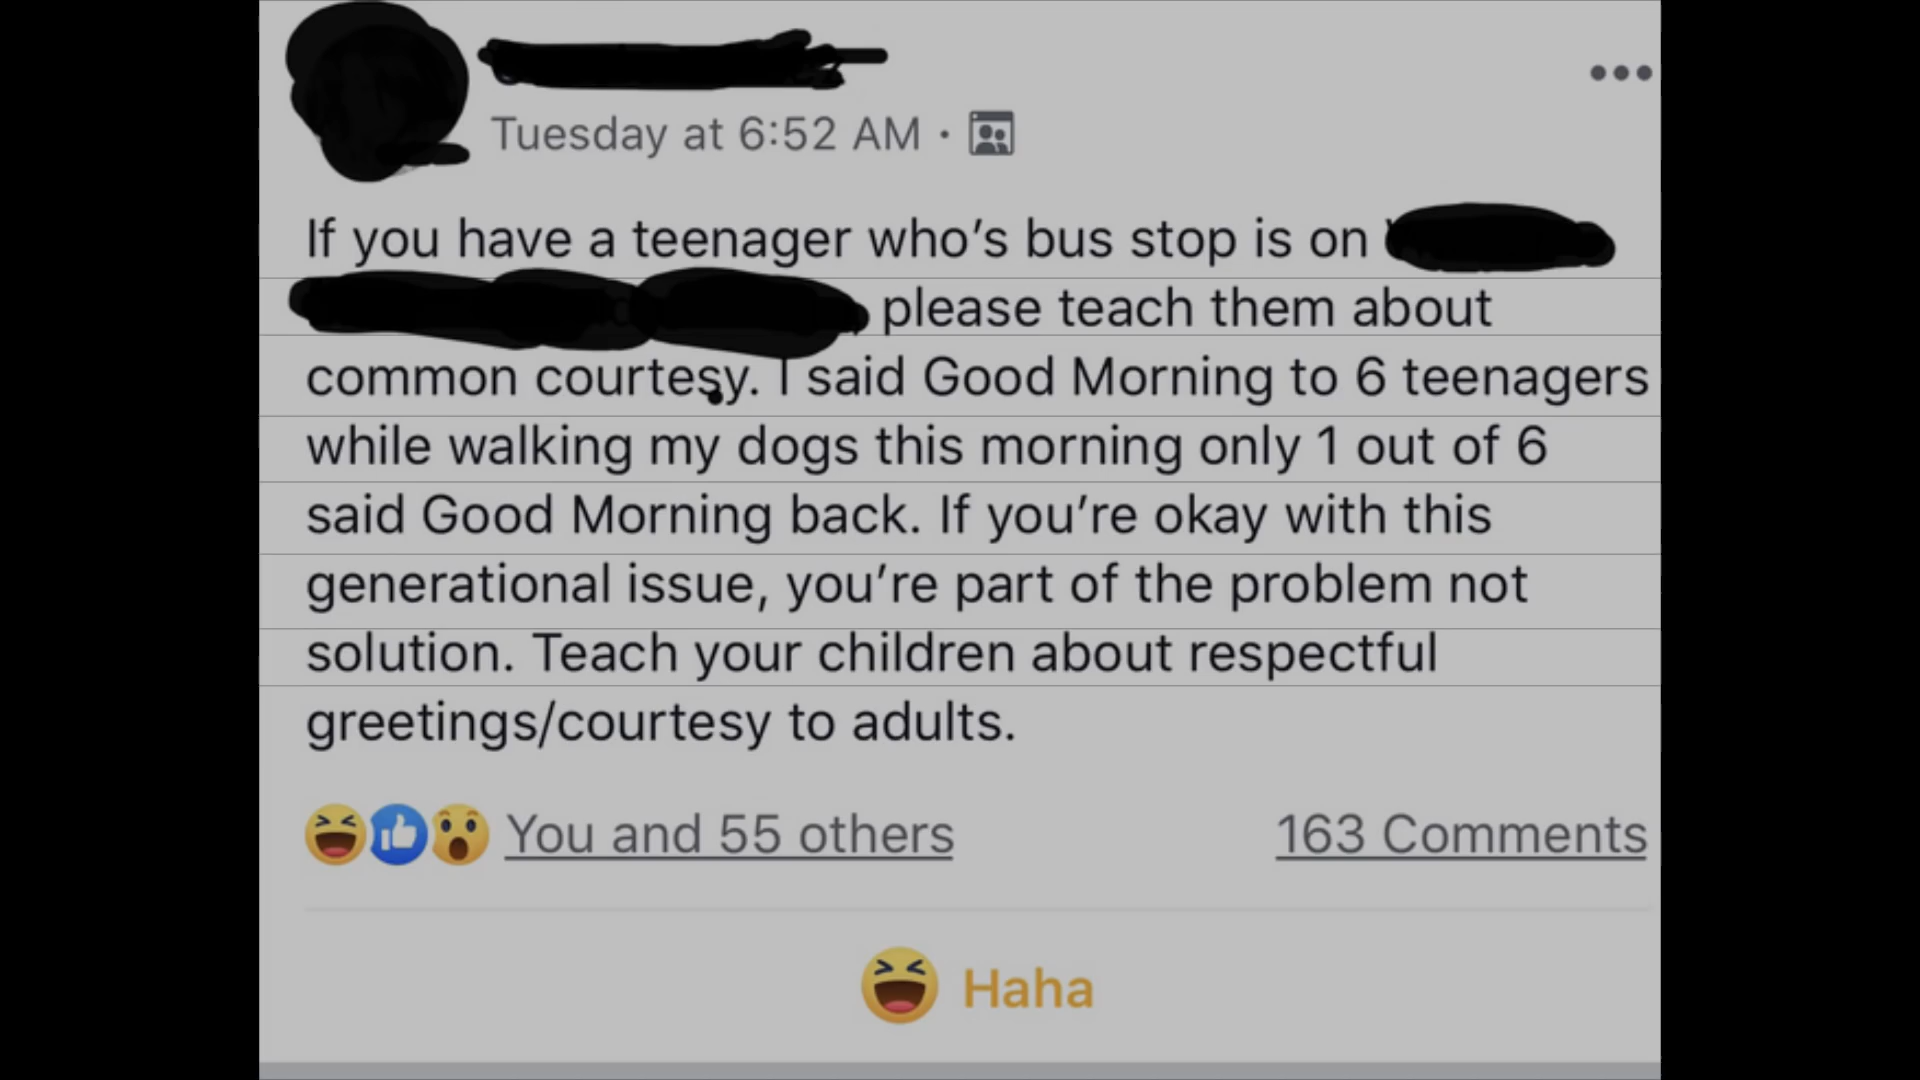 Tuesday at 6:52 AM ·
If you have a teenager who’s bus stop is on
please teach them about
common courtesy. I said Good Morning to 6 teenagers
while walking my dogs this morning only 1 out of 6
said Good Morning back. If you’re okay with this
generational issue, you’re part of the problem not
solution. Teach your children about respectful
greetings/courtesy to adults.
You and 55 others
163 Comments
Haha